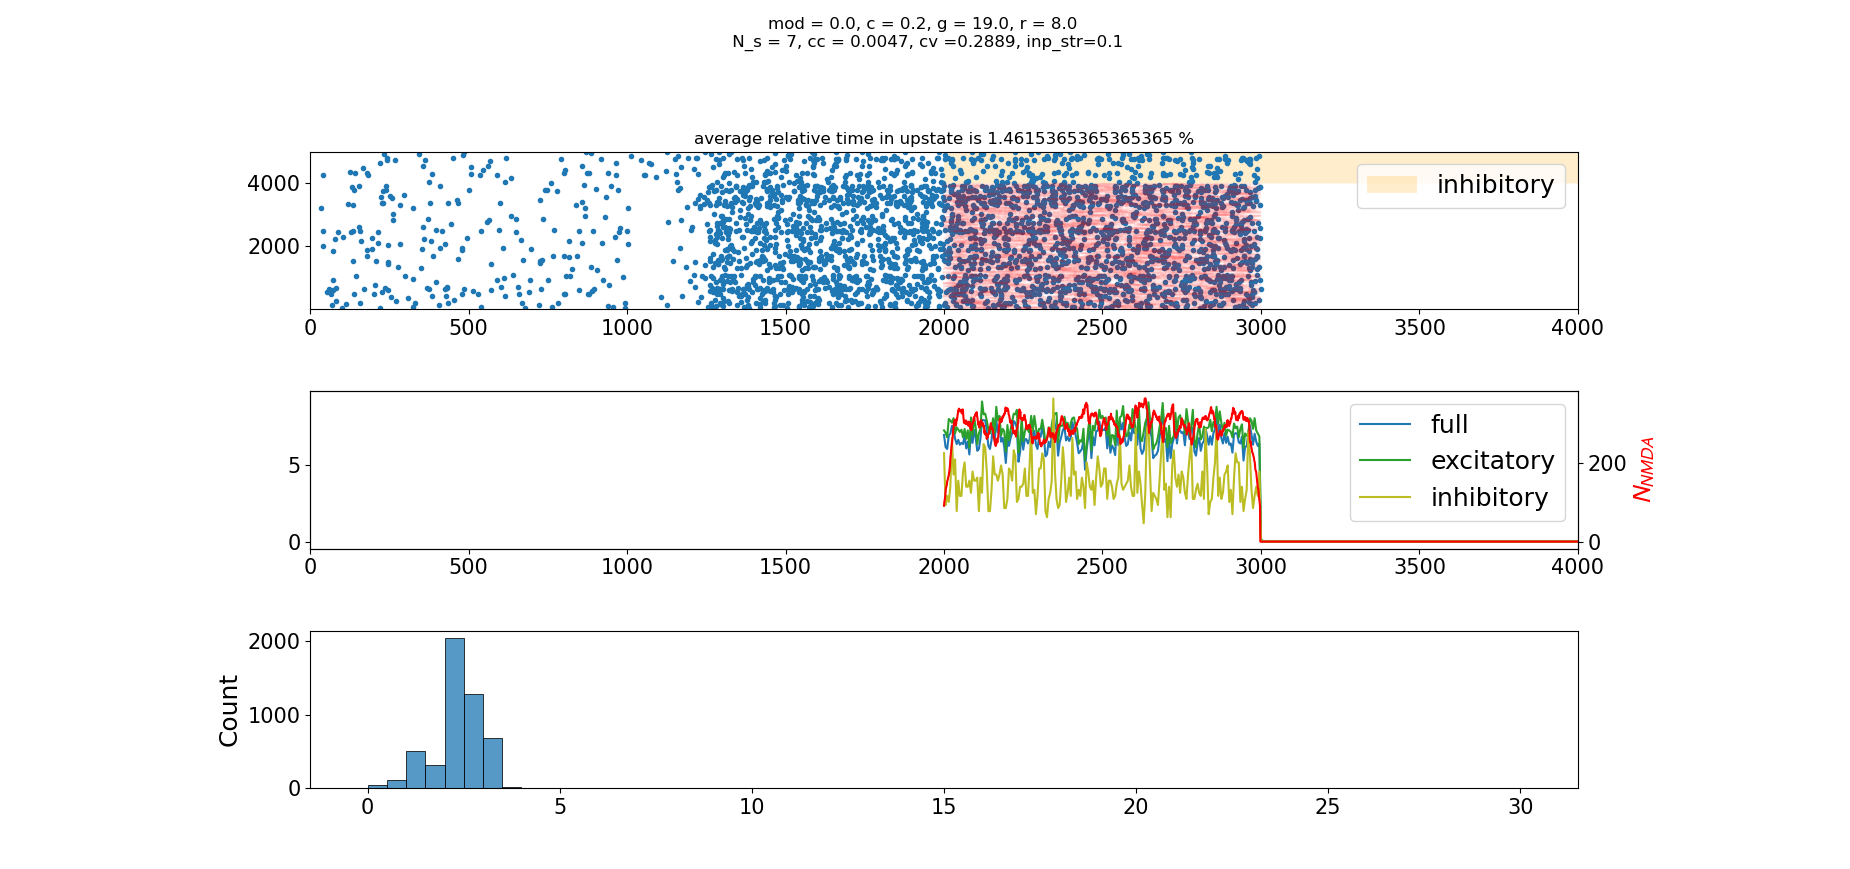 mod = 0.0, c = 0.2, g = 19.0, r = 8.0
N_s = 7, cc = 0.0047, cv =0.2889, inp_str=0.1
average relative time in upstate is 1.4615365365365365 %
4000
2000
inhibitory
0 500 1000 1500 2000 2500 3000 3500 4000
5
0
full
excitatory
inhibitory
200
0
N_{NMDA}
0 500 1000 1500 2000 2500 3000 3500 4000
Count
2000
1000
0
0 5 10 15 20 25 30